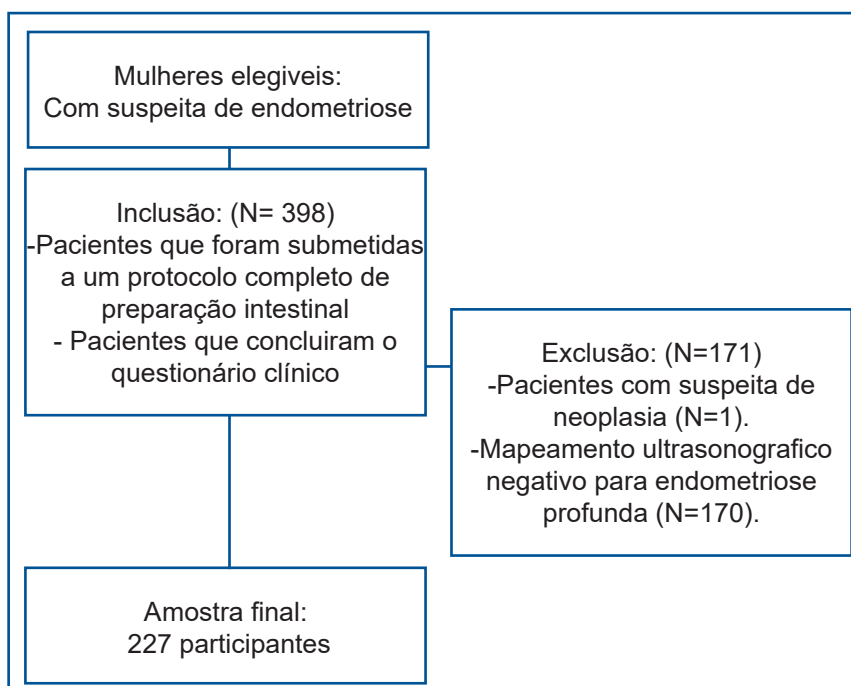 Mulheres elegiveis:
Com suspeita de endometriose
Inclusão: (N= 398)
-Pacientes que foram submetidas
a um protocolo completo de
preparação intestinal
- Pacientes que concluiram o
questionário clínico
Exclusão: (N=171)
-Pacientes com suspeita de
neoplasia (N=1).
-Mapeamento ultrasonografico
negativo para endometriose
profunda (N=170).
Amostra final:
227 participantes